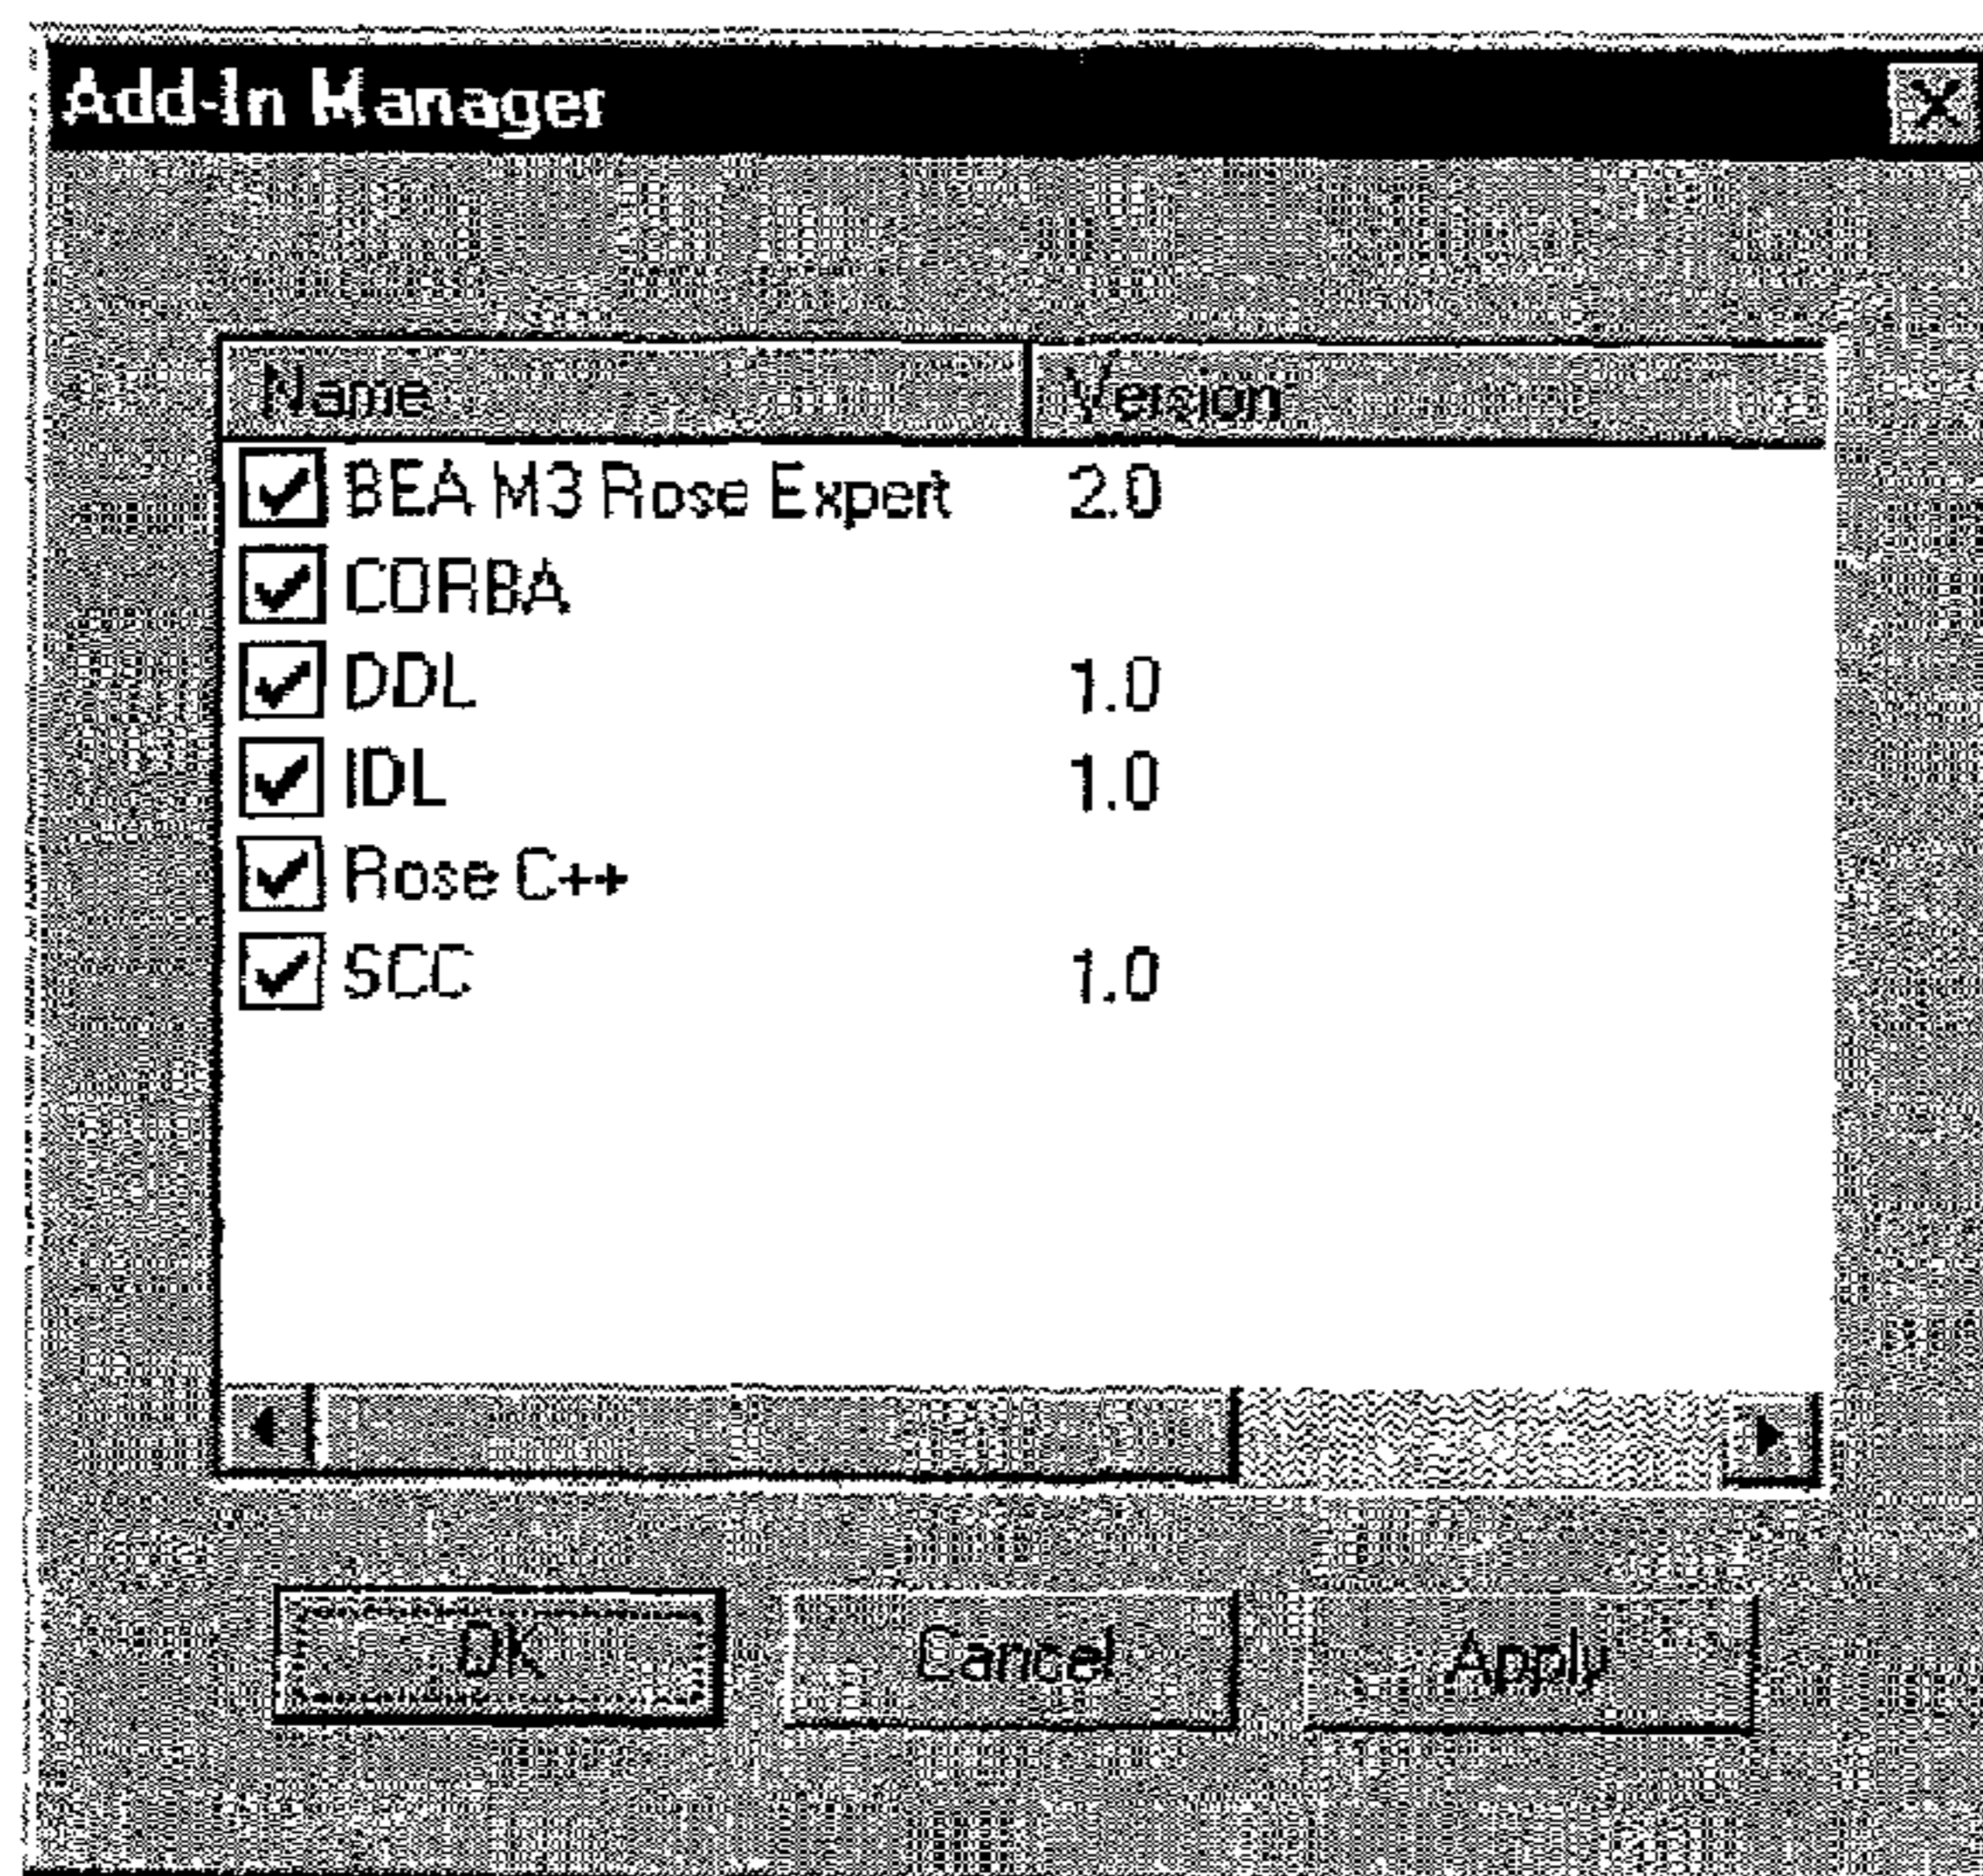 Add-In Manager
Name Version
BEA M3 Rose Expert 2.0
CORBA
DDL 1.0
IDL 1.0
Rose C++
SCC 1.0
OK Cancel Apply